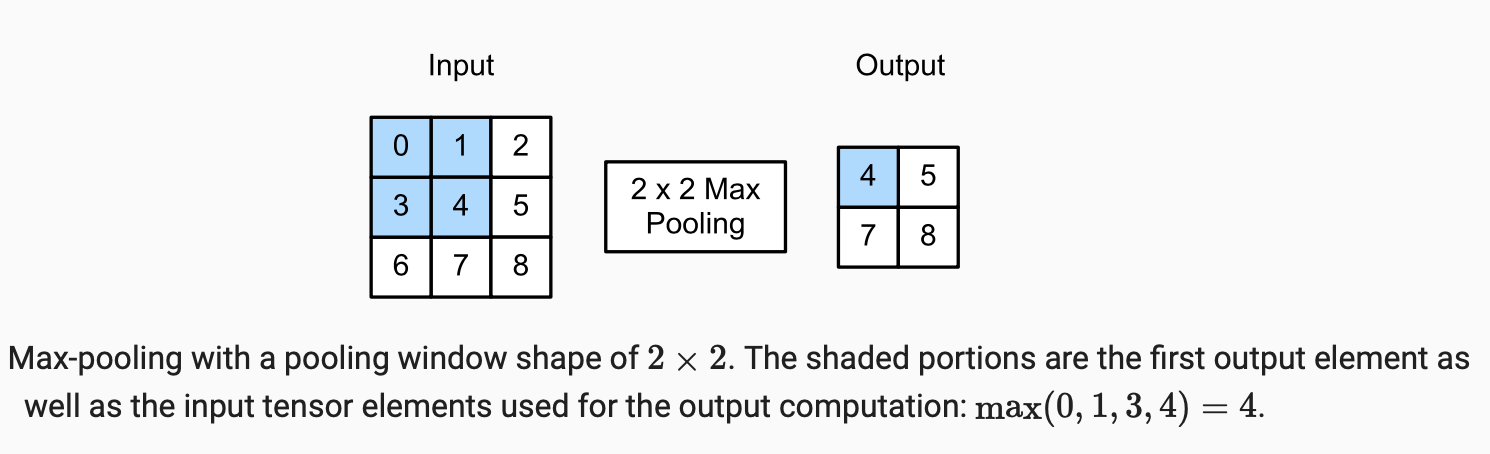 Input
Output
0 1 2
3 4 5
6 7 8
2 x 2 Max
Pooling
4 5
7 8
Max-pooling with a pooling window shape of 2 × 2. The shaded portions are the first output element as
well as the input tensor elements used for the output computation: max(0, 1, 3, 4) = 4.